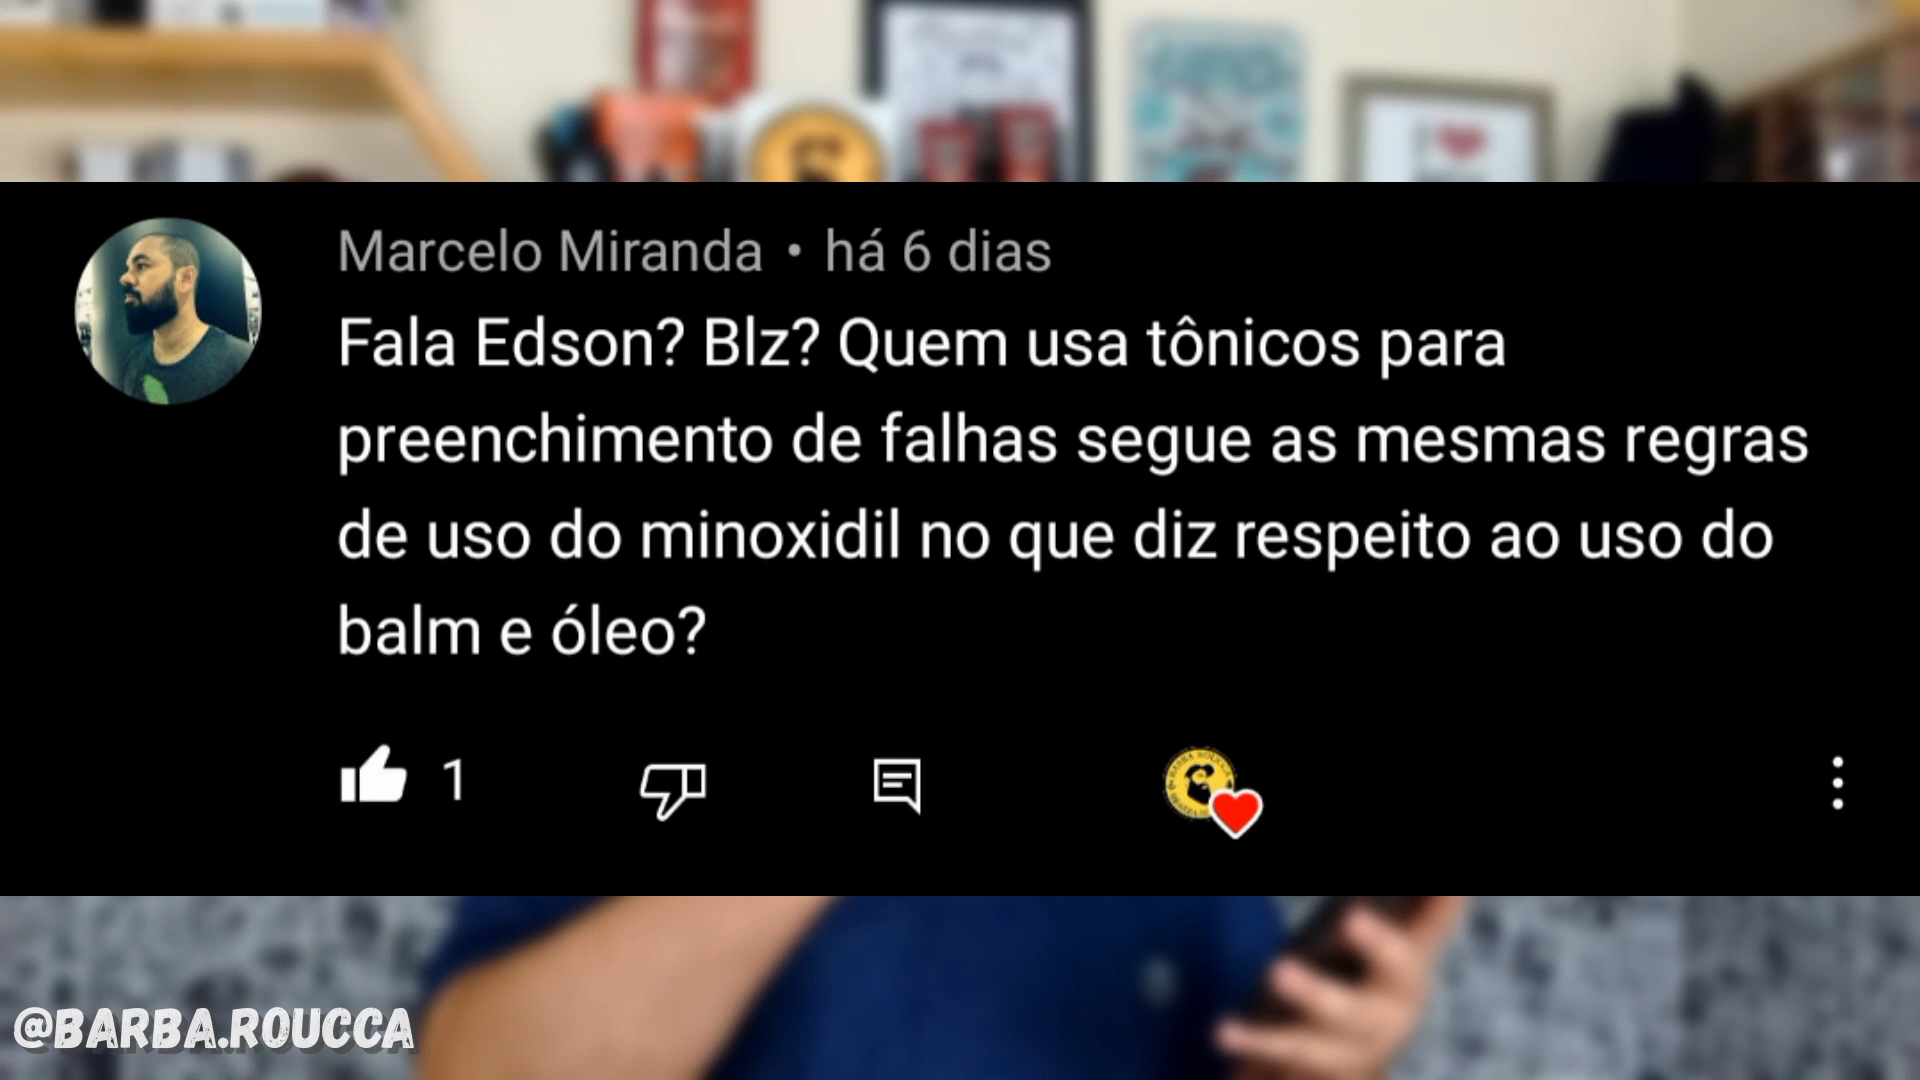 Marcelo Miranda • há 6 dias
Fala Edson? Blz? Quem usa tônicos para
preenchimento de falhas segue as mesmas regras
de uso do minoxidil no que diz respeito ao uso do
balm e óleo?
1
@BARBA.ROUCCA